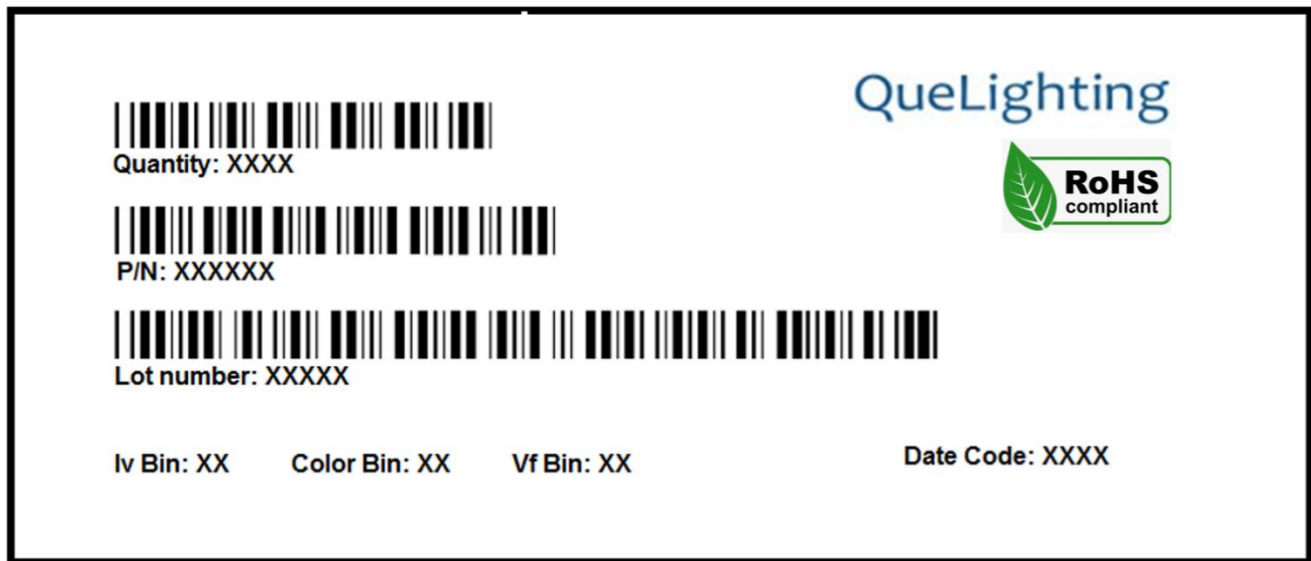 QueLighting
Quantity: XXXX
RoHS
compliant
P/N: XXXXXX
Lot number: XXXXX
Iv Bin: XX Color Bin: XX Vf Bin: XX Date Code: XXXX